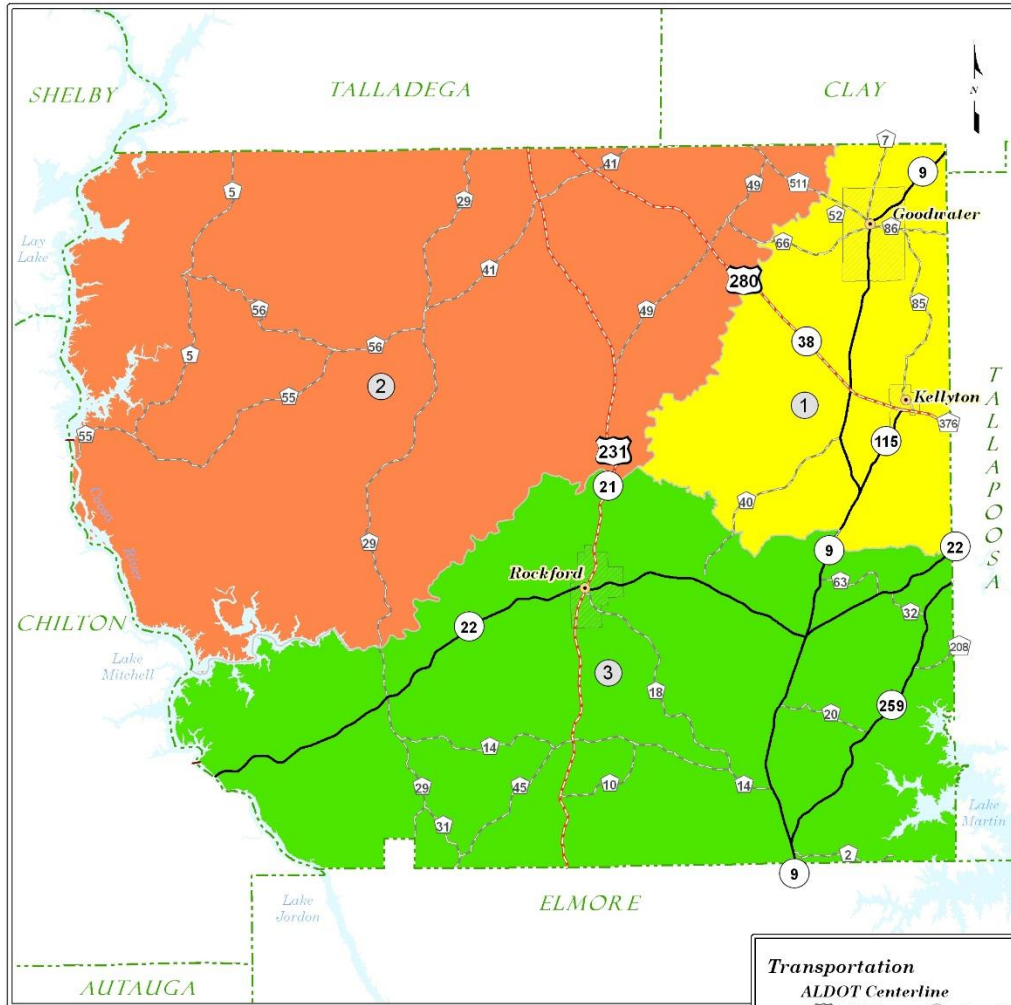 SHELBY
TALLADEGA
CLAY
N
7
9
41
5
29
49
511
52
Goodwater
86
66
Lay
Lake
41
280
56
49
85
38
56
5
2
55
1
Kellyton
376
55
231
115
TALLAPOOSA
21
40
Coosa
River
29
9
22
Rockford
63
32
22
CHILTON
208
Lake
Mitchell
3
18
259
20
14
29
45
10
14
31
Lake
Martin
2
9
Lake
Jordon
ELMORE
AUTAUGA
Transportation
ALDOT Centerline